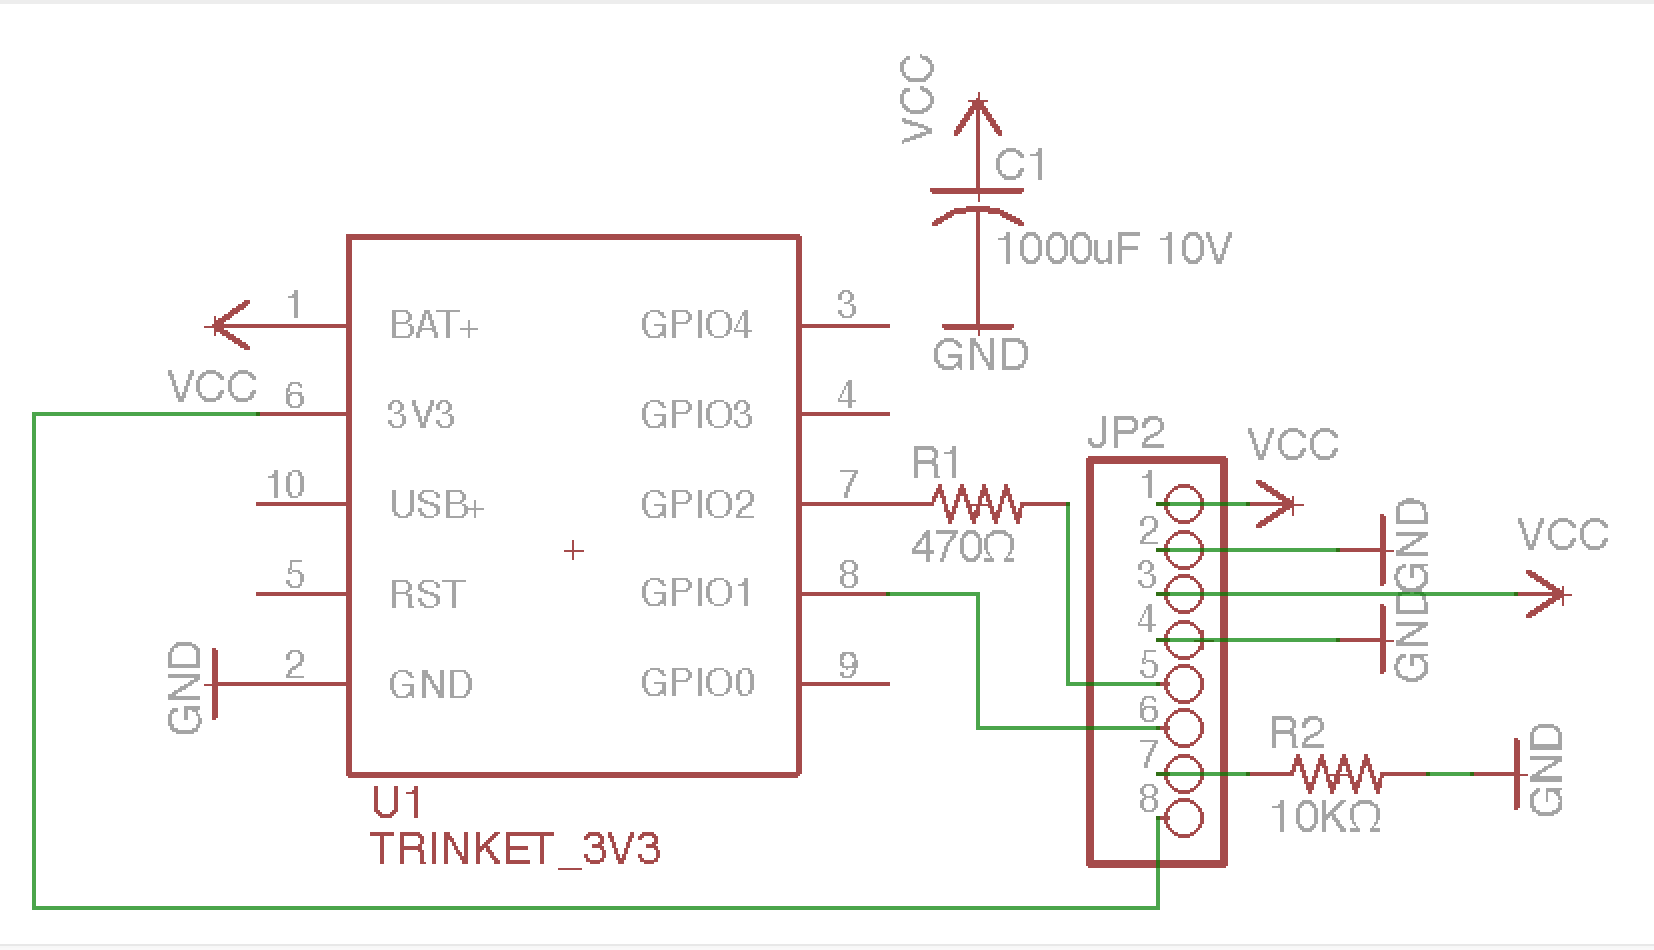 VCC
C1
1000uF 10V
GND
1
BAT+
GPIO4
3
VCC
6
3V3
GPIO3
4
10
USB+
GPIO2
7
R1
470Ω
5
RST
GPIO1
8
GND
2
GND
GPIO0
9
U1
TRINKET_3V3
JP2
1
2
3
4
5
6
7
8
VCC
GND
VCC
GND
R2
10KΩ
GND